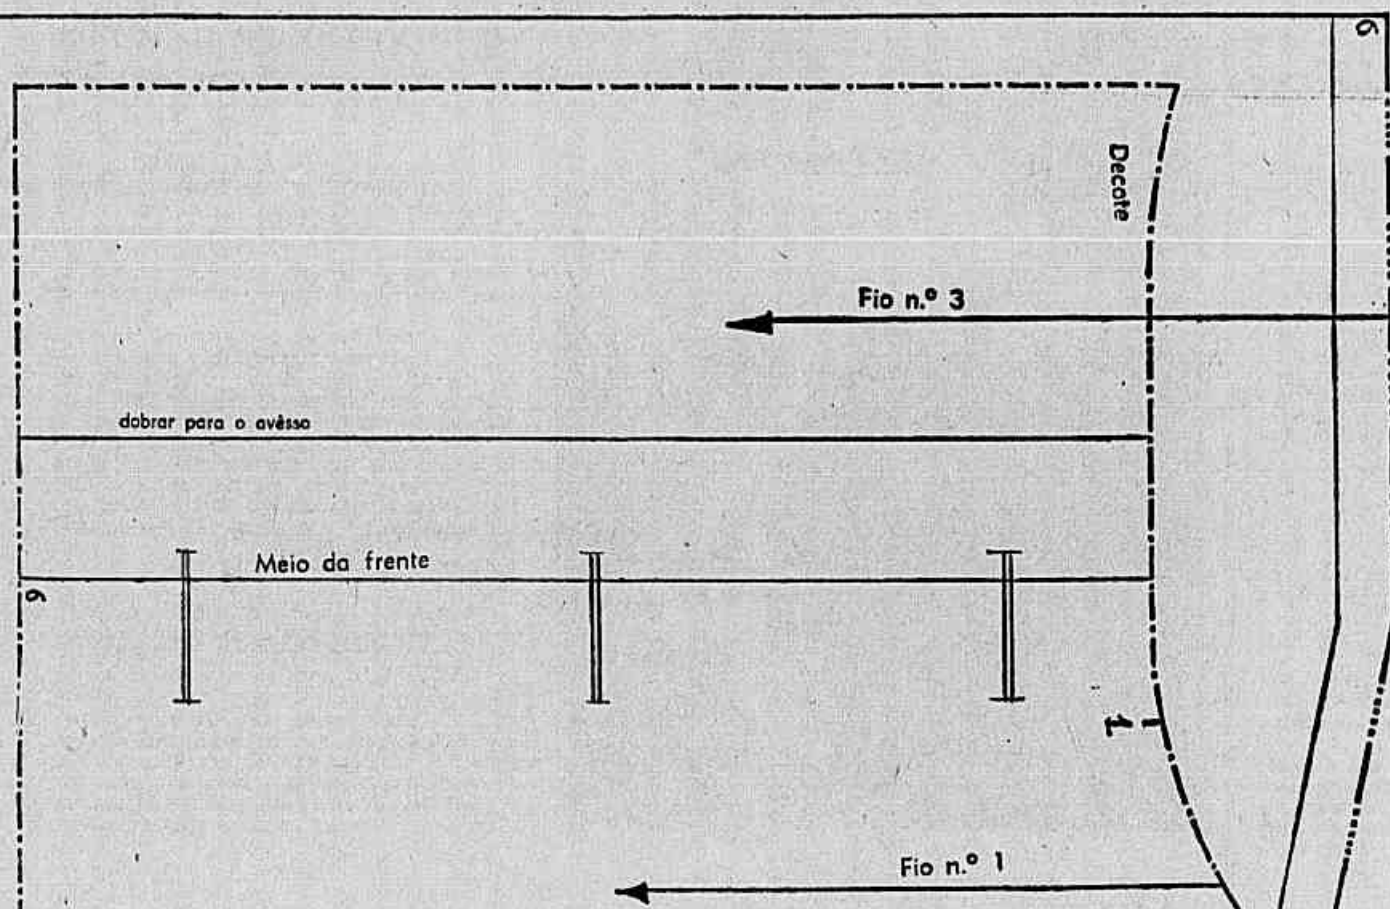 6
Decote
Fio n.º 3
dobrar para o avêsso
Meio da frente
6
1
Fio n.º 1